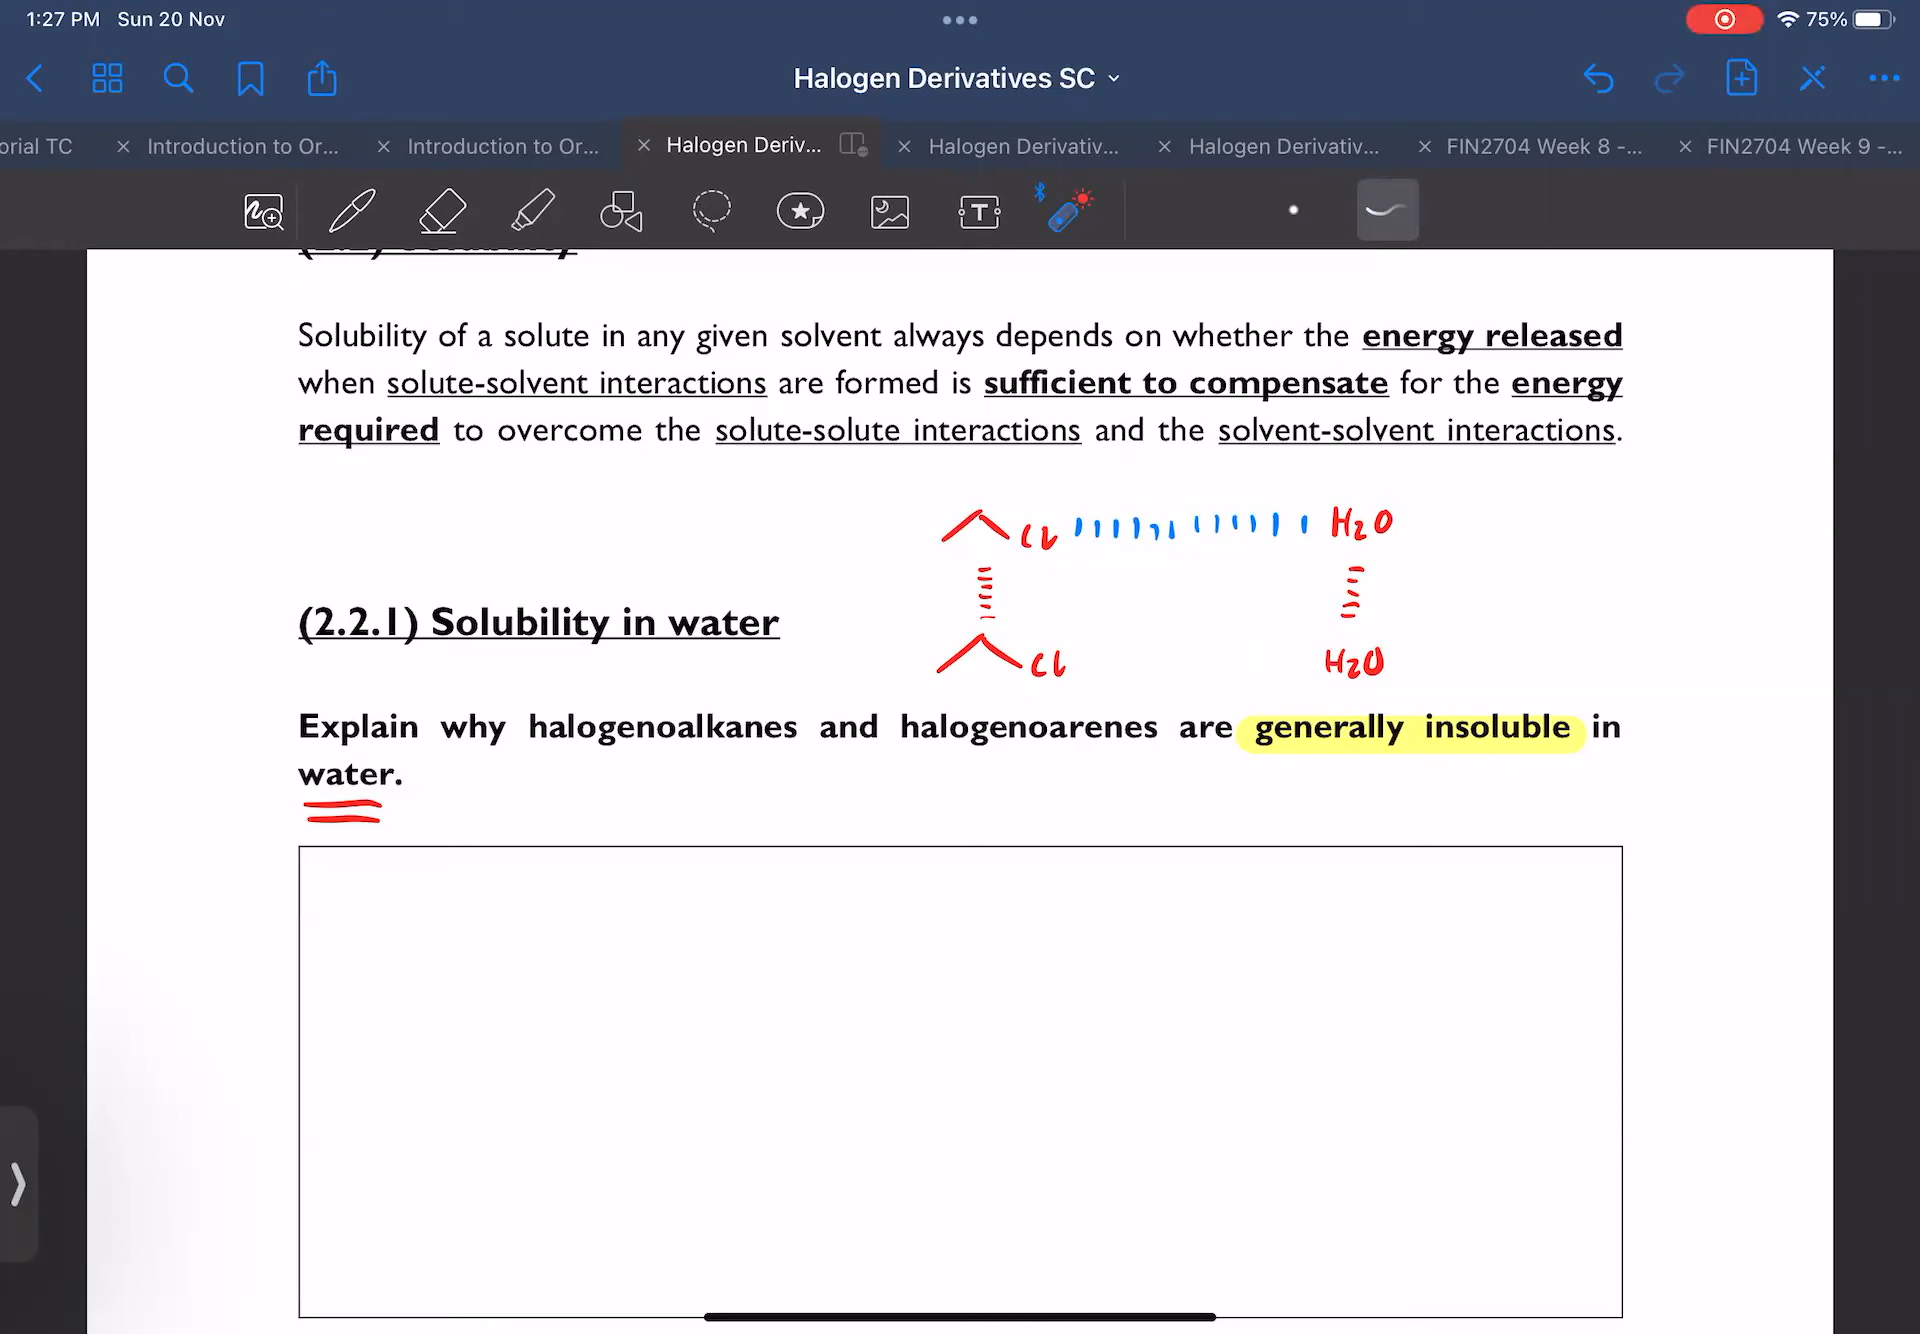 1:27 PM Sun 20 Nov
75%
Halogen Derivatives SC
orial TC
Introduction to Or...
Introduction to Or...
Halogen Deriv...
Halogen Derivativ...
Halogen Derivativ...
FIN2704 Week 8 -...
FIN2704 Week 9 -...
T
Solubility of a solute in any given solvent always depends on whether the energy released
when solute-solvent interactions are formed is sufficient to compensate for the energy
required to overcome the solute-solute interactions and the solvent-solvent interactions.
Cl H2O
(2.2.1) Solubility in water
Cl H2O
Explain why halogenoalkanes and halogenoarenes are generally insoluble in
water.